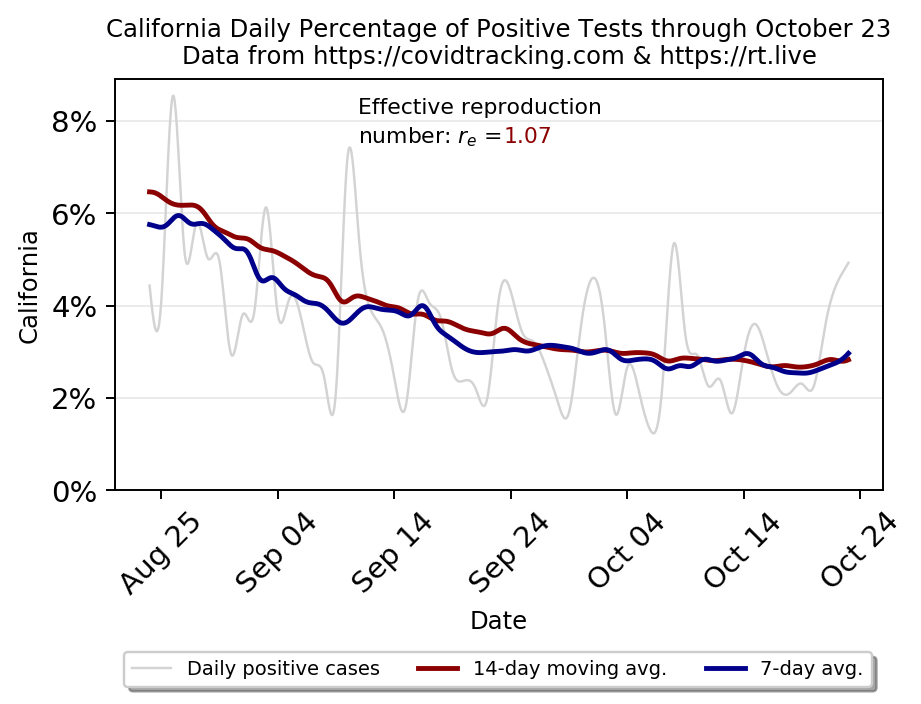 California Daily Percentage of Positive Tests through October 23
Data from https://covidtracking.com & https://rt.live
Effective reproduction
number: rₑ =1.07
8%
6%
4%
2%
0%
California
Aug 25
Sep 04
Sep 14
Sep 24
Oct 04
Oct 14
Oct 24
Date
Daily positive cases
14-day moving avg.
7-day avg.